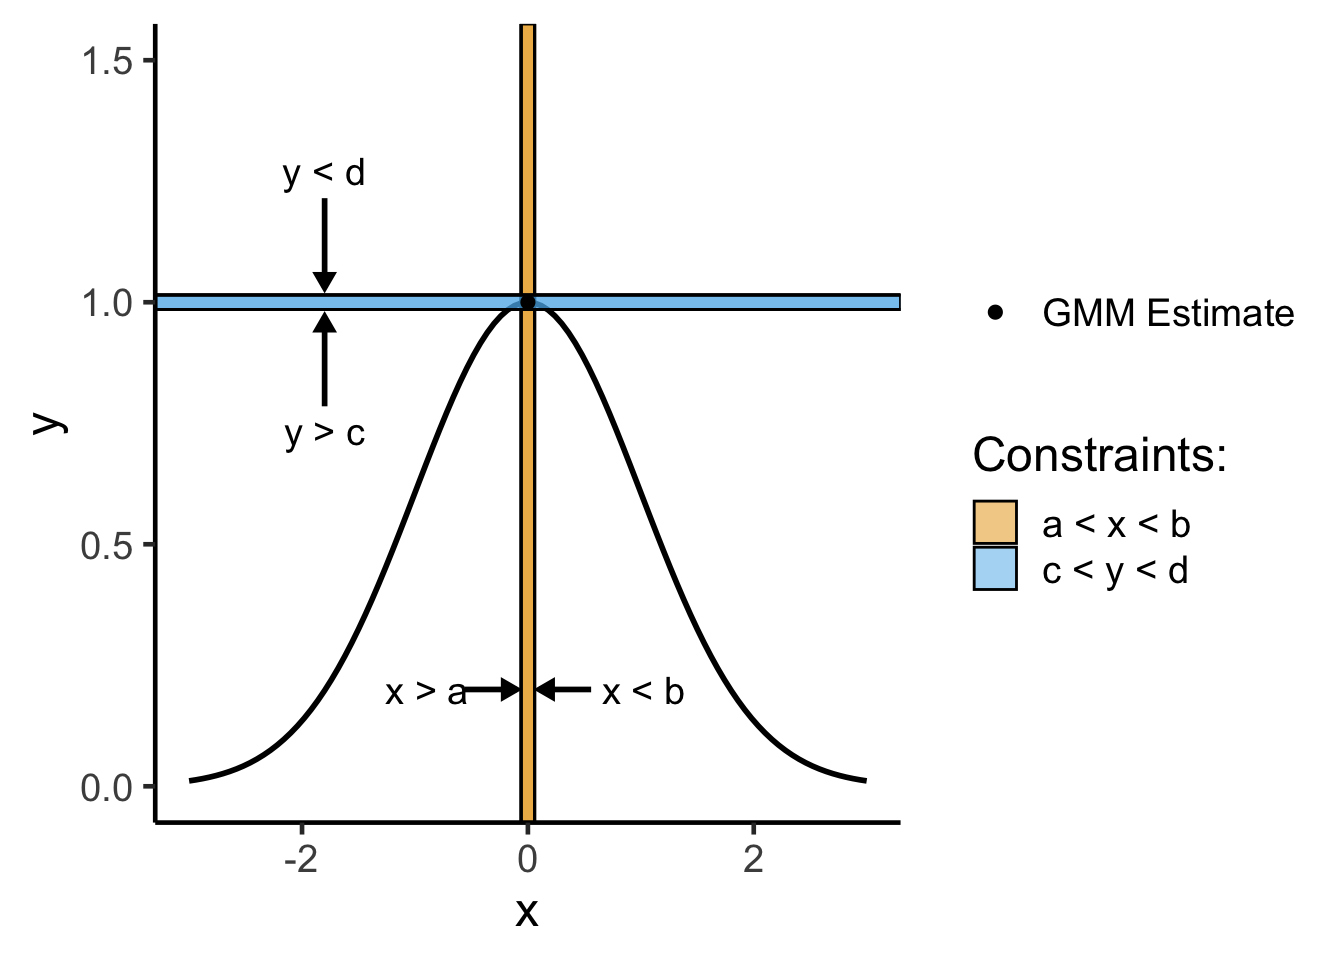 1.5
y < d
1.0
y > c
y
0.5
x > a
x < b
0.0
-2
0
2
x
GMM Estimate
Constraints:
a < x < b
c < y < d